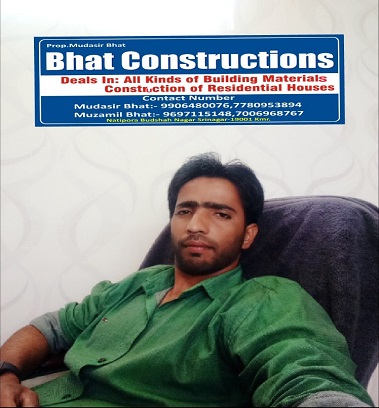 Prop.Mudasir Bhat
Bhat Constructions
Deals In: All Kinds of Building Materials
Construction of Residential Houses
Contact Number
Mudasir Bhat:- 9906480076,7780953894
Muzamil Bhat:- 9697115148,7006968767
Natipora Budshah Nagar Srinagar-19001 Kmr.